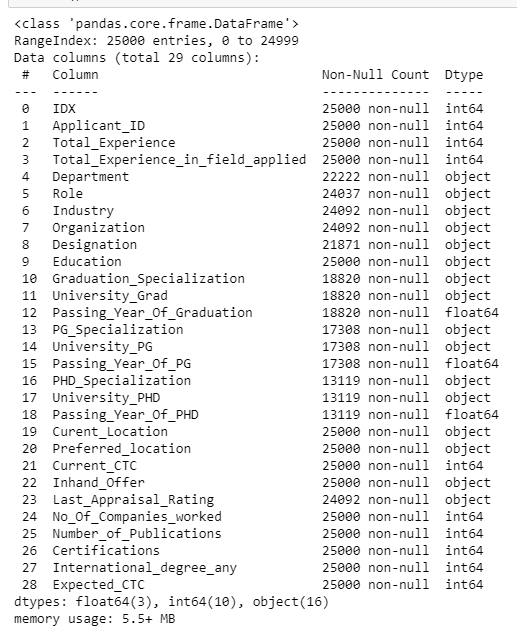 <class 'pandas.core.frame.DataFrame'>
RangeIndex: 25000 entries, 0 to 24999
Data columns (total 29 columns):
 #   Column                           Non-Null Count  Dtype
---  ------                           --------------  -----
 0   IDX                              25000 non-null  int64
 1   Applicant_ID                     25000 non-null  int64
 2   Total_Experience                 25000 non-null  int64
 3   Total_Experience_in_field_applied  25000 non-null  int64
 4   Department                       22222 non-null  object
 5   Role                             24037 non-null  object
 6   Industry                         24092 non-null  object
 7   Organization                     24092 non-null  object
 8   Designation                      21871 non-null  object
 9   Education                        25000 non-null  object
 10  Graduation_Specialization        18820 non-null  object
 11  University_Grad                  18820 non-null  object
 12  Passing_Year_Of_Graduation       18820 non-null  float64
 13  PG_Specialization                17308 non-null  object
 14  University_PG                    17308 non-null  object
 15  Passing_Year_Of_PG               17308 non-null  float64
 16  PHD_Specialization               13119 non-null  object
 17  University_PHD                   13119 non-null  object
 18  Passing_Year_Of_PHD              13119 non-null  float64
 19  Curent_Location                  25000 non-null  object
 20  Preferred_location               25000 non-null  object
 21  Current_CTC                      25000 non-null  int64
 22  Inhand_Offer                     25000 non-null  object
 23  Last_Appraisal_Rating            24092 non-null  object
 24  No_Of_Companies_worked           25000 non-null  int64
 25  Number_of_Publications           25000 non-null  int64
 26  Certifications                   25000 non-null  int64
 27  International_degree_any         25000 non-null  int64
 28  Expected_CTC                     25000 non-null  int64
dtypes: float64(3), int64(10), object(16)
memory usage: 5.5+ MB